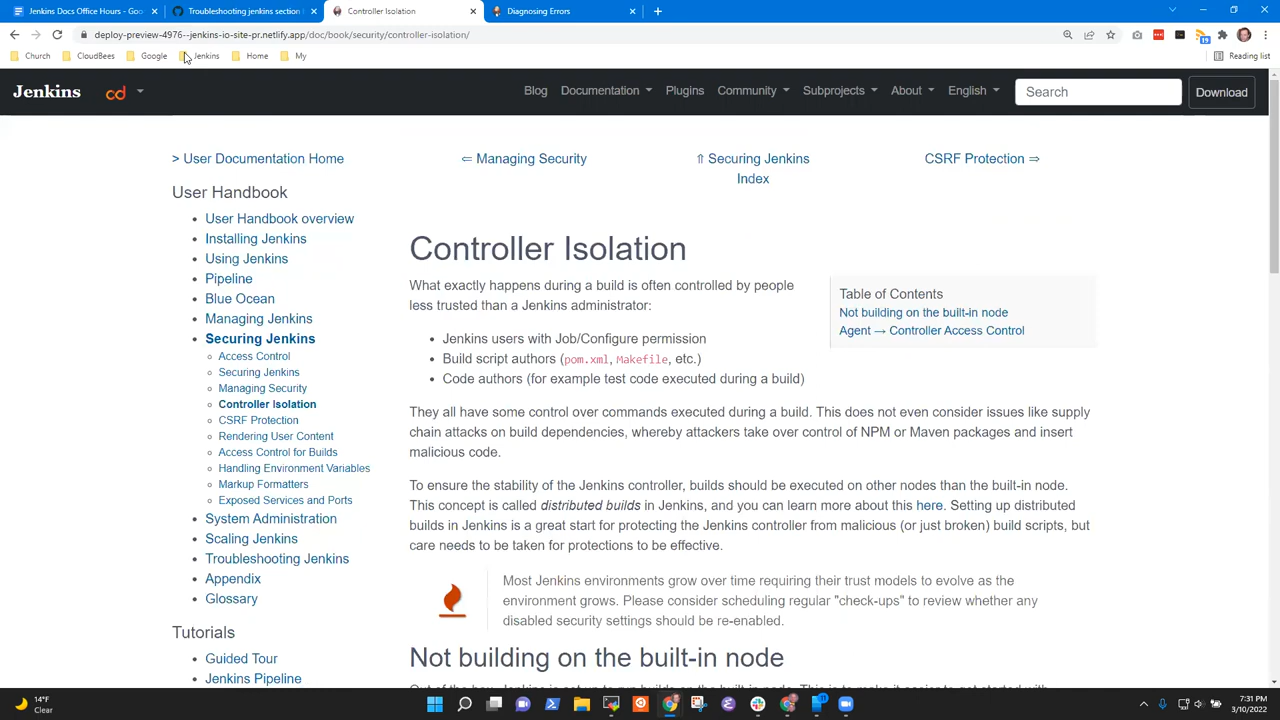 Jenkins Docs Office Hours - Goo
Troubleshooting jenkins section
Controller Isolation
Diagnosing Errors
deploy-preview-4976--jenkins-io-site-pr.netlify.app/doc/book/security/controller-isolation/
19
Church
CloudBees
Google
Jenkins
Home
My
Reading list
Jenkins
cd
Blog
Documentation
Plugins
Community
Subprojects
About
English
Search
Download
> User Documentation Home
⇐ Managing Security
⇑ Securing Jenkins
Index
CSRF Protection ⇒
User Handbook
User Handbook overview
Installing Jenkins
Using Jenkins
Pipeline
Blue Ocean
Managing Jenkins
Securing Jenkins
Access Control
Securing Jenkins
Managing Security
Controller Isolation
CSRF Protection
Rendering User Content
Access Control for Builds
Handling Environment Variables
Markup Formatters
Exposed Services and Ports
System Administration
Scaling Jenkins
Troubleshooting Jenkins
Appendix
Glossary
Tutorials
Guided Tour
Jenkins Pipeline
Controller Isolation
What exactly happens during a build is often controlled by people
less trusted than a Jenkins administrator:
Jenkins users with Job/Configure permission
Build script authors (pom.xml, Makefile, etc.)
Code authors (for example test code executed during a build)
Table of Contents
Not building on the built-in node
Agent → Controller Access Control
They all have some control over commands executed during a build. This does not even consider issues like supply
chain attacks on build dependencies, whereby attackers take over control of NPM or Maven packages and insert
malicious code.
To ensure the stability of the Jenkins controller, builds should be executed on other nodes than the built-in node.
This concept is called distributed builds in Jenkins, and you can learn more about this here. Setting up distributed
builds in Jenkins is a great start for protecting the Jenkins controller from malicious (or just broken) build scripts, but
care needs to be taken for protections to be effective.
Most Jenkins environments grow over time requiring their trust models to evolve as the
environment grows. Please consider scheduling regular "check-ups" to review whether any
disabled security settings should be re-enabled.
Not building on the built-in node
14°F
Clear
7:31 PM
3/10/2022